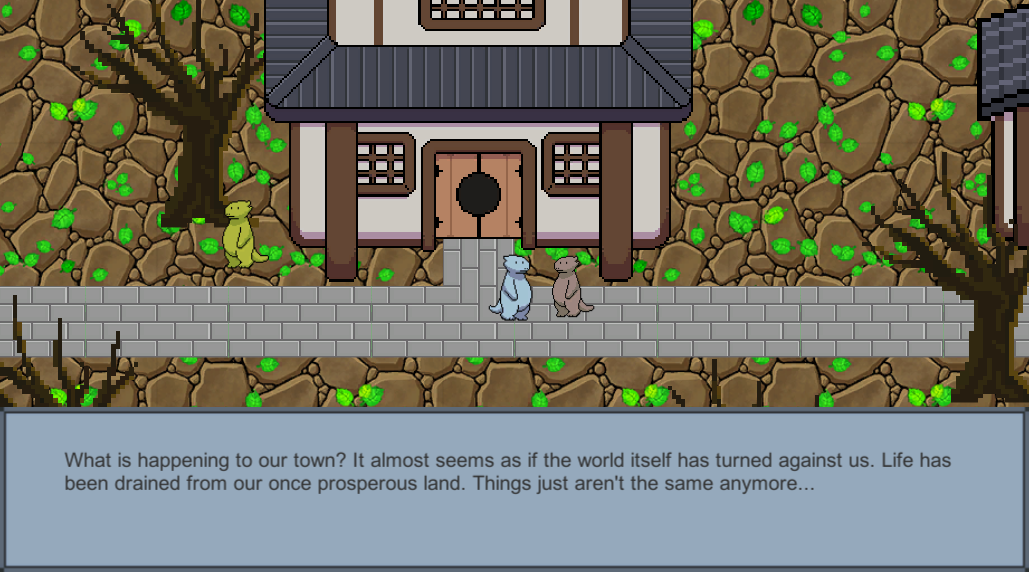 What is happening to our town? It almost seems as if the world itself has turned against us. Life has
been drained from our once prosperous land. Things just aren't the same anymore...